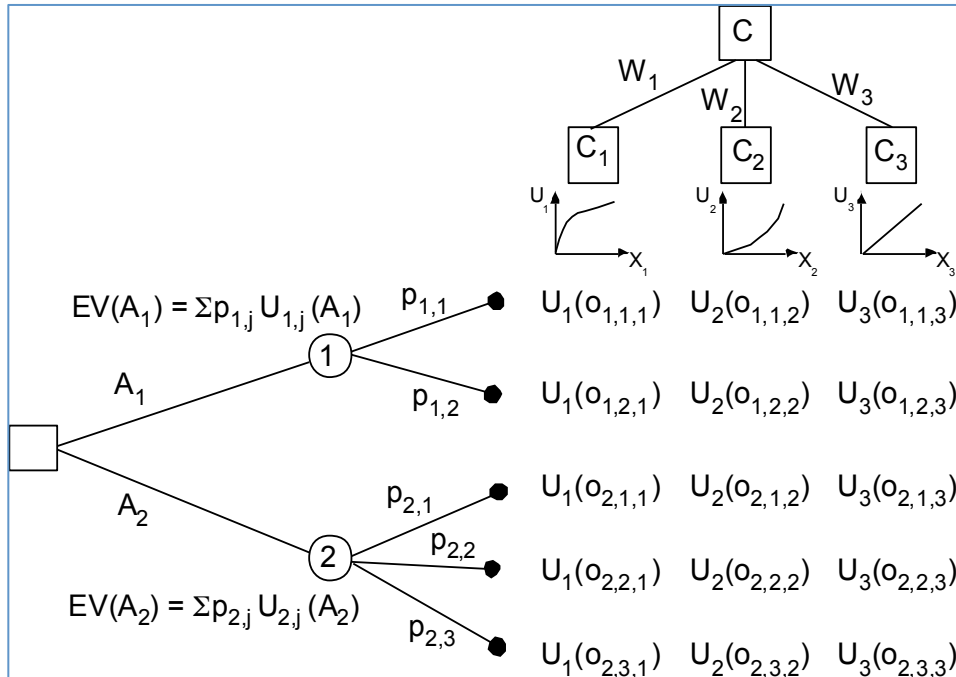 C
W₁ W₂ W₃
C₁ C₂ C₃
U₁ U₂ U₃
X₁ X₂ X₃
EV(A₁) = Σp₁,ⱼ U₁,ⱼ (A₁)
p₁,₁ U₁(o₁,₁,₁) U₂(o₁,₁,₂) U₃(o₁,₁,₃)
1
A₁
p₁,₂ U₁(o₁,₂,₁) U₂(o₁,₂,₂) U₃(o₁,₂,₃)
A₂
p₂,₁ U₁(o₂,₁,₁) U₂(o₂,₁,₂) U₃(o₂,₁,₃)
2
p₂,₂ U₁(o₂,₂,₁) U₂(o₂,₂,₂) U₃(o₂,₂,₃)
EV(A₂) = Σp₂,ⱼ U₂,ⱼ (A₂)
p₂,₃ U₁(o₂,₃,₁) U₂(o₂,₃,₂) U₃(o₂,₃,₃)